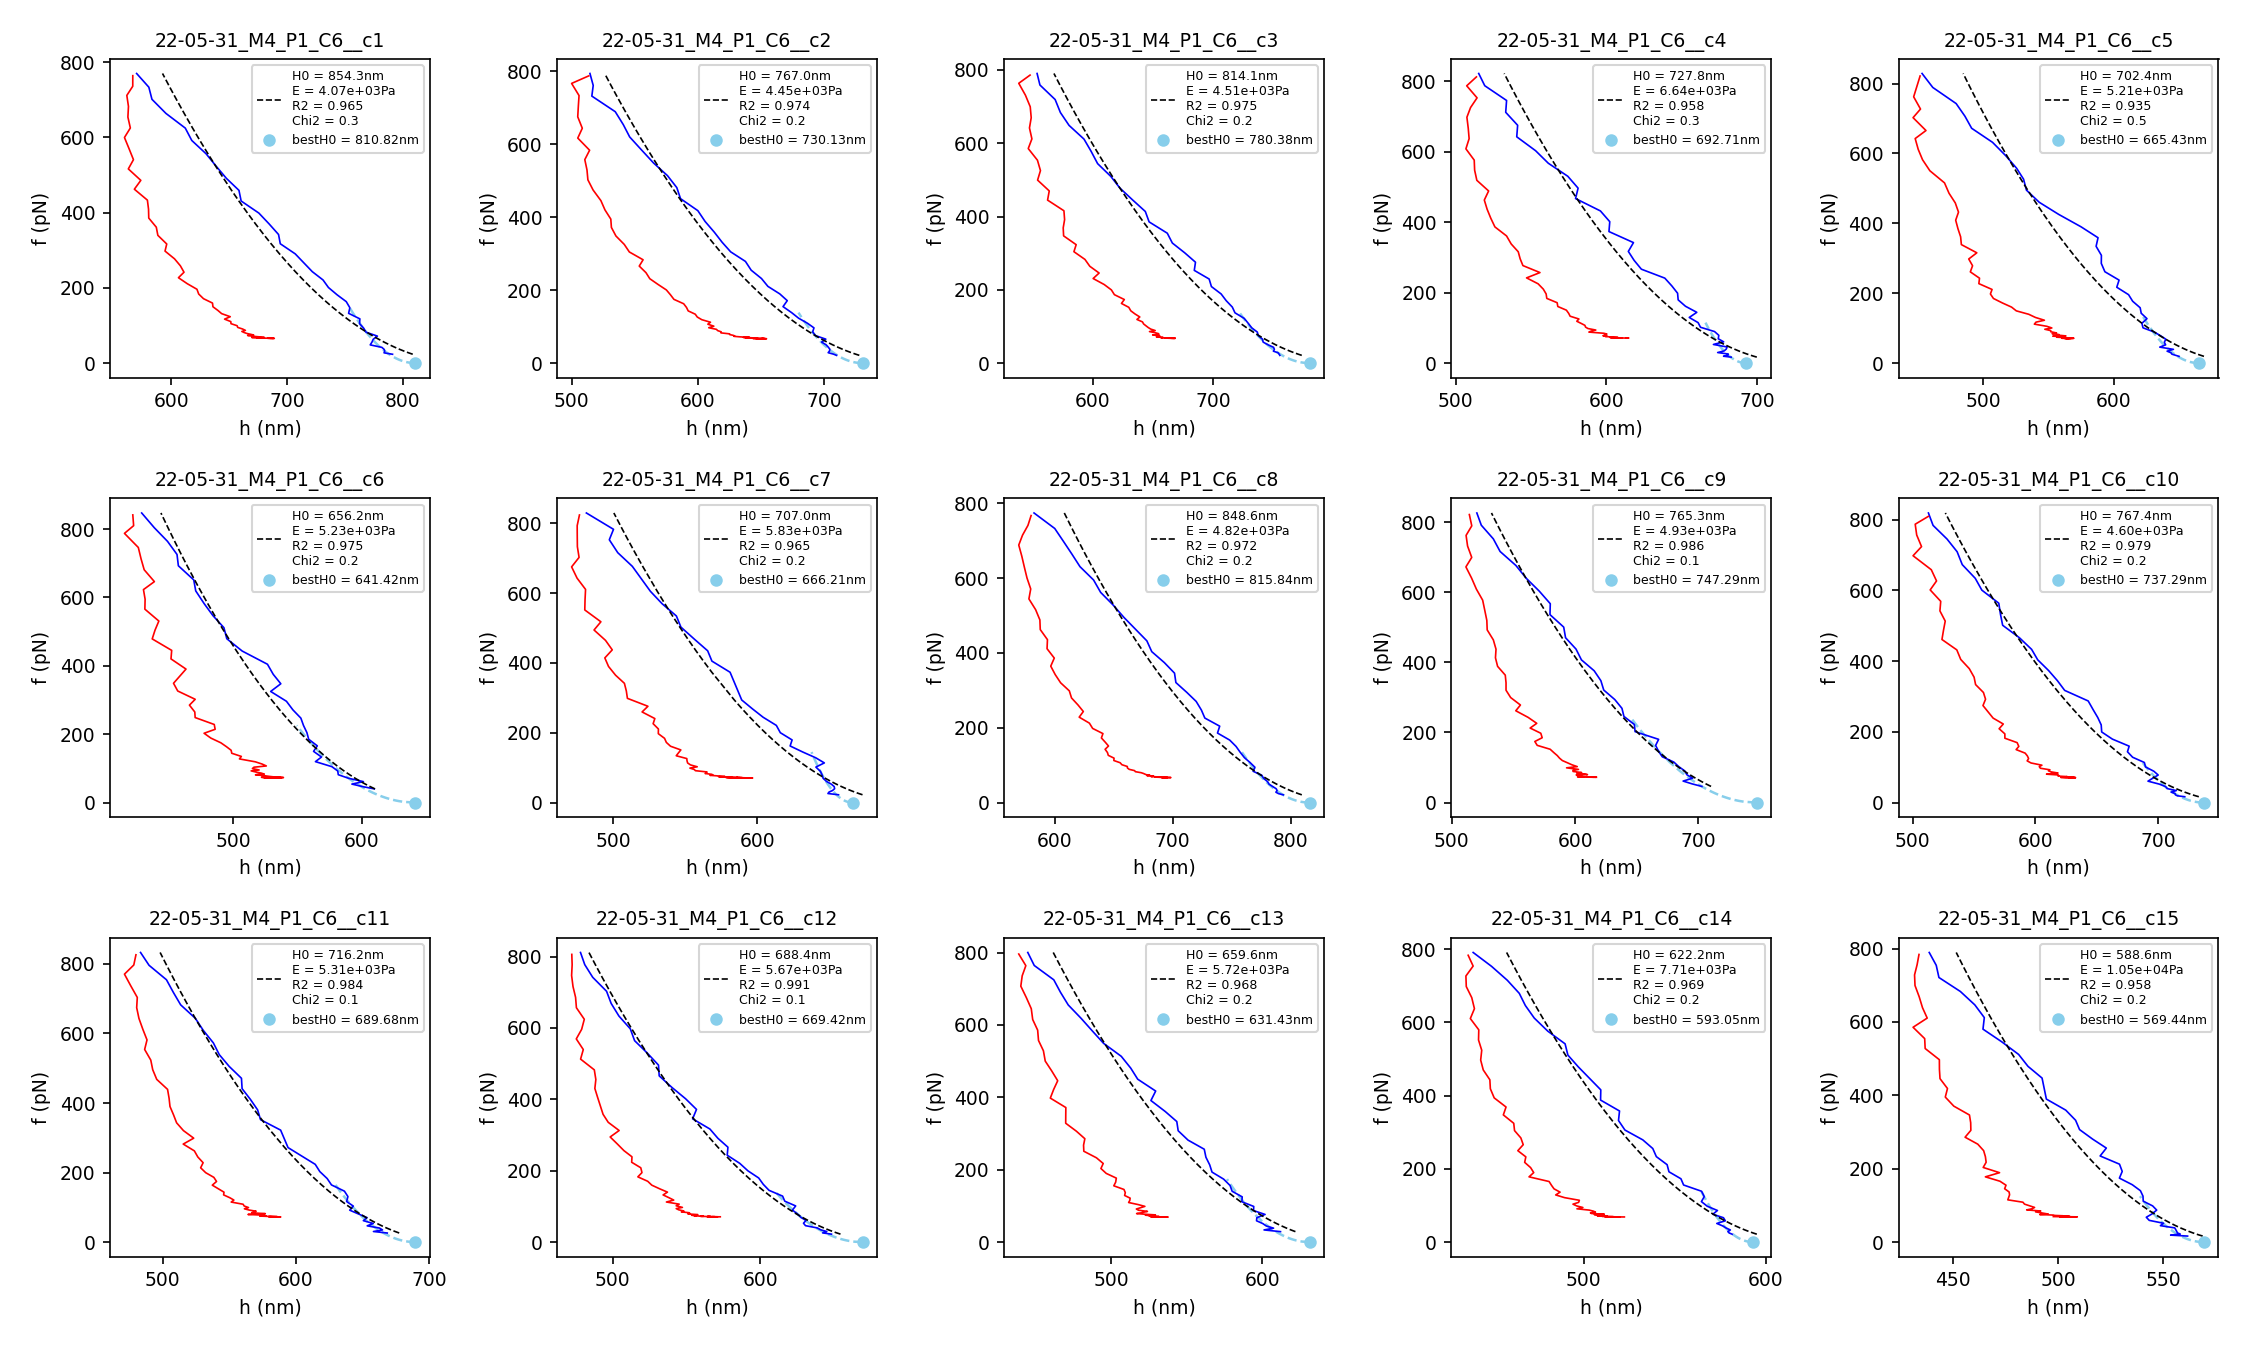 22-05-31_M4_P1_C6__c1
H0 = 854.3nm
E = 4.07e+03Pa
R2 = 0.965
Chi2 = 0.3
bestH0 = 810.82nm
800
600
400
200
0
f (pN)
600 700 800
h (nm)
22-05-31_M4_P1_C6__c2
H0 = 767.0nm
E = 4.45e+03Pa
R2 = 0.974
Chi2 = 0.2
bestH0 = 730.13nm
800
600
400
200
0
f (pN)
500 600 700
h (nm)
22-05-31_M4_P1_C6__c3
H0 = 814.1nm
E = 4.51e+03Pa
R2 = 0.975
Chi2 = 0.2
bestH0 = 780.38nm
800
600
400
200
0
f (pN)
600 700
h (nm)
22-05-31_M4_P1_C6__c4
H0 = 727.8nm
E = 6.64e+03Pa
R2 = 0.958
Chi2 = 0.3
bestH0 = 692.71nm
800
600
400
200
0
f (pN)
500 600 700
h (nm)
22-05-31_M4_P1_C6__c5
H0 = 702.4nm
E = 5.21e+03Pa
R2 = 0.935
Chi2 = 0.5
bestH0 = 665.43nm
800
600
400
200
0
f (pN)
500 600
h (nm)
22-05-31_M4_P1_C6__c6
H0 = 656.2nm
E = 5.23e+03Pa
R2 = 0.975
Chi2 = 0.2
bestH0 = 641.42nm
800
600
400
200
0
f (pN)
500 600
h (nm)
22-05-31_M4_P1_C6__c7
H0 = 707.0nm
E = 5.83e+03Pa
R2 = 0.965
Chi2 = 0.2
bestH0 = 666.21nm
800
600
400
200
0
f (pN)
500 600
h (nm)
22-05-31_M4_P1_C6__c8
H0 = 848.6nm
E = 4.82e+03Pa
R2 = 0.972
Chi2 = 0.2
bestH0 = 815.84nm
800
600
400
200
0
f (pN)
600 700 800
h (nm)
22-05-31_M4_P1_C6__c9
H0 = 765.3nm
E = 4.93e+03Pa
R2 = 0.986
Chi2 = 0.1
bestH0 = 747.29nm
800
600
400
200
0
f (pN)
500 600 700
h (nm)
22-05-31_M4_P1_C6__c10
H0 = 767.4nm
E = 4.60e+03Pa
R2 = 0.979
Chi2 = 0.2
bestH0 = 737.29nm
800
600
400
200
0
f (pN)
500 600 700
h (nm)
22-05-31_M4_P1_C6__c11
H0 = 716.2nm
E = 5.31e+03Pa
R2 = 0.984
Chi2 = 0.1
bestH0 = 689.68nm
800
600
400
200
0
f (pN)
500 600 700
h (nm)
22-05-31_M4_P1_C6__c12
H0 = 688.4nm
E = 5.67e+03Pa
R2 = 0.991
Chi2 = 0.1
bestH0 = 669.42nm
800
600
400
200
0
f (pN)
500 600
h (nm)
22-05-31_M4_P1_C6__c13
H0 = 659.6nm
E = 5.72e+03Pa
R2 = 0.968
Chi2 = 0.2
bestH0 = 631.43nm
800
600
400
200
0
f (pN)
500 600
h (nm)
22-05-31_M4_P1_C6__c14
H0 = 622.2nm
E = 7.71e+03Pa
R2 = 0.969
Chi2 = 0.2
bestH0 = 593.05nm
800
600
400
200
0
f (pN)
500 600
h (nm)
22-05-31_M4_P1_C6__c15
H0 = 588.6nm
E = 1.05e+04Pa
R2 = 0.958
Chi2 = 0.2
bestH0 = 569.44nm
800
600
400
200
0
f (pN)
450 500 550
h (nm)